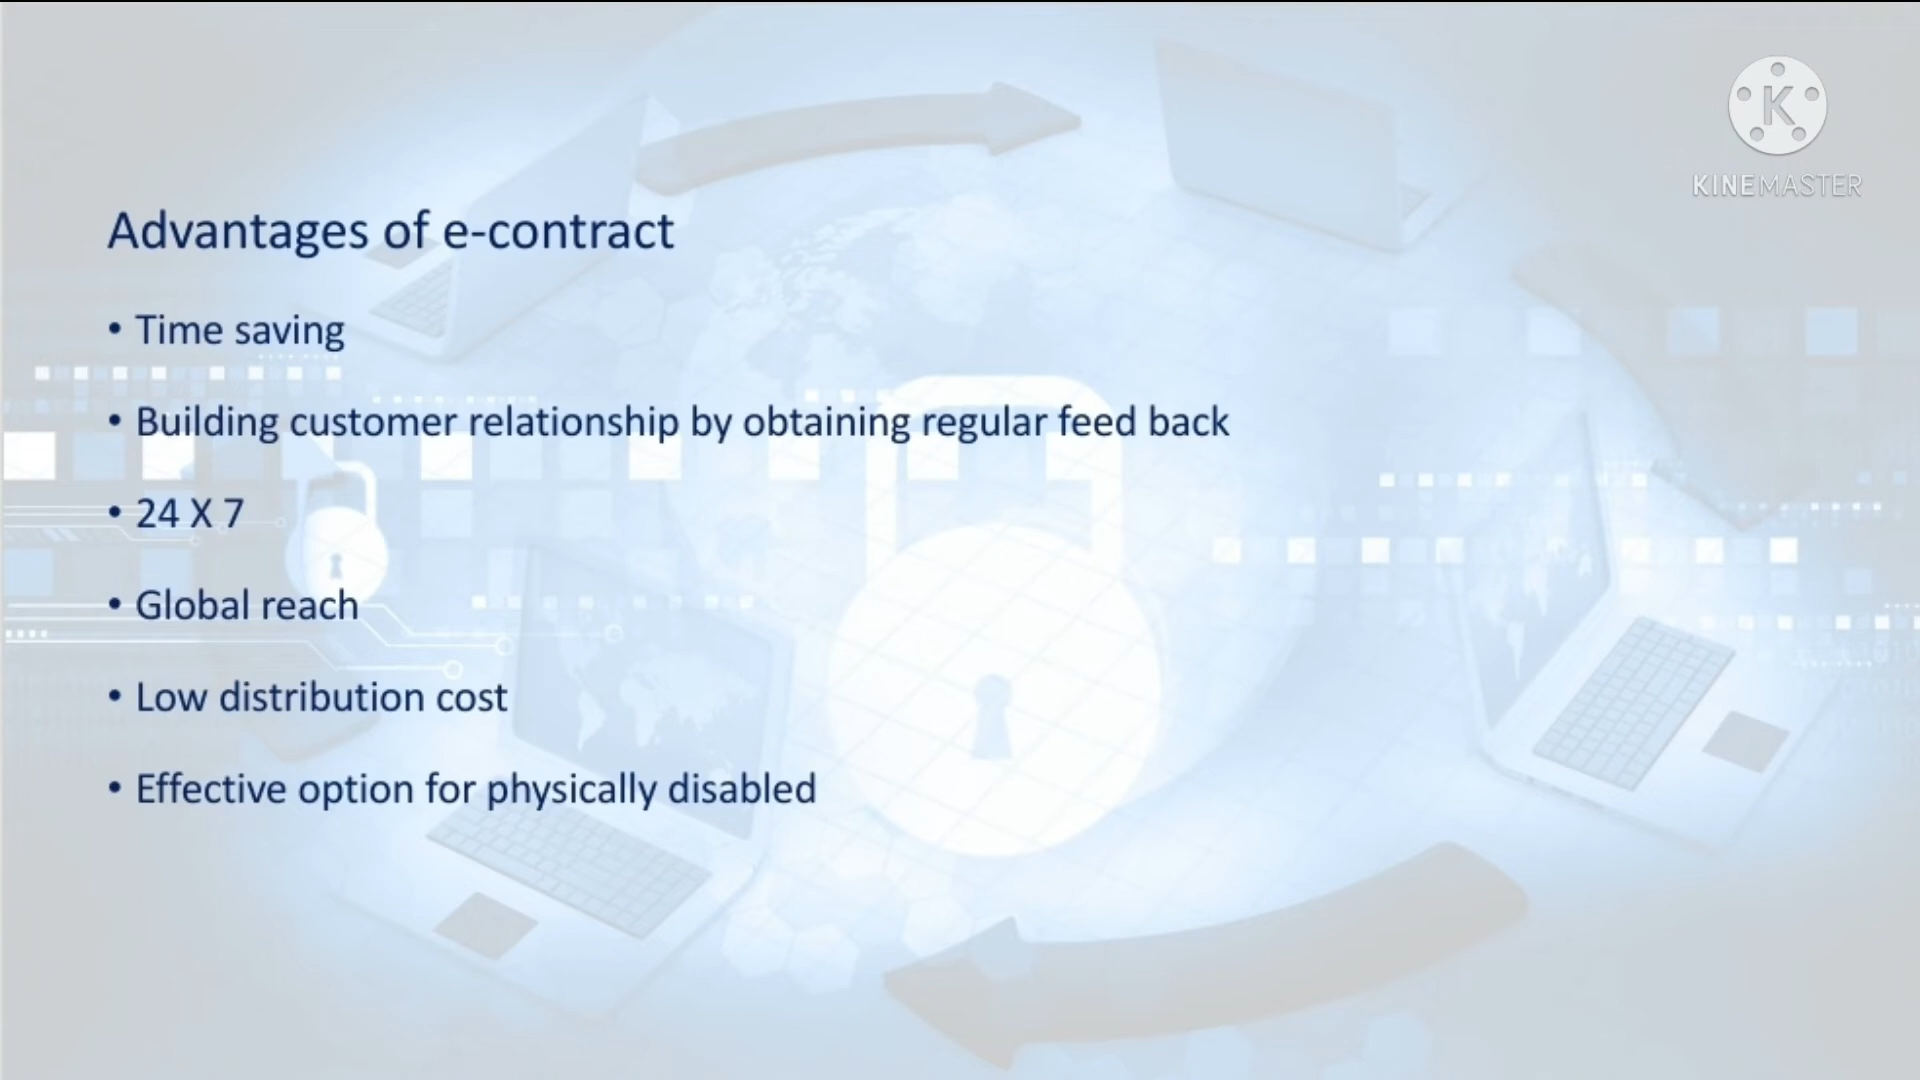 K
KINEMASTER
Advantages of e-contract
• Time saving
• Building customer relationship by obtaining regular feed back
• 24 X 7
• Global reach
• Low distribution cost
• Effective option for physically disabled